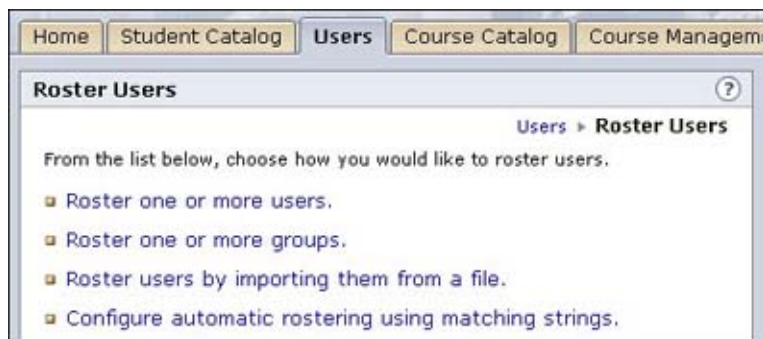 Home Student Catalog Users Course Catalog Course Managem
Roster Users ?
Users ▸ Roster Users
From the list below, choose how you would like to roster users.
Roster one or more users.
Roster one or more groups.
Roster users by importing them from a file.
Configure automatic rostering using matching strings.